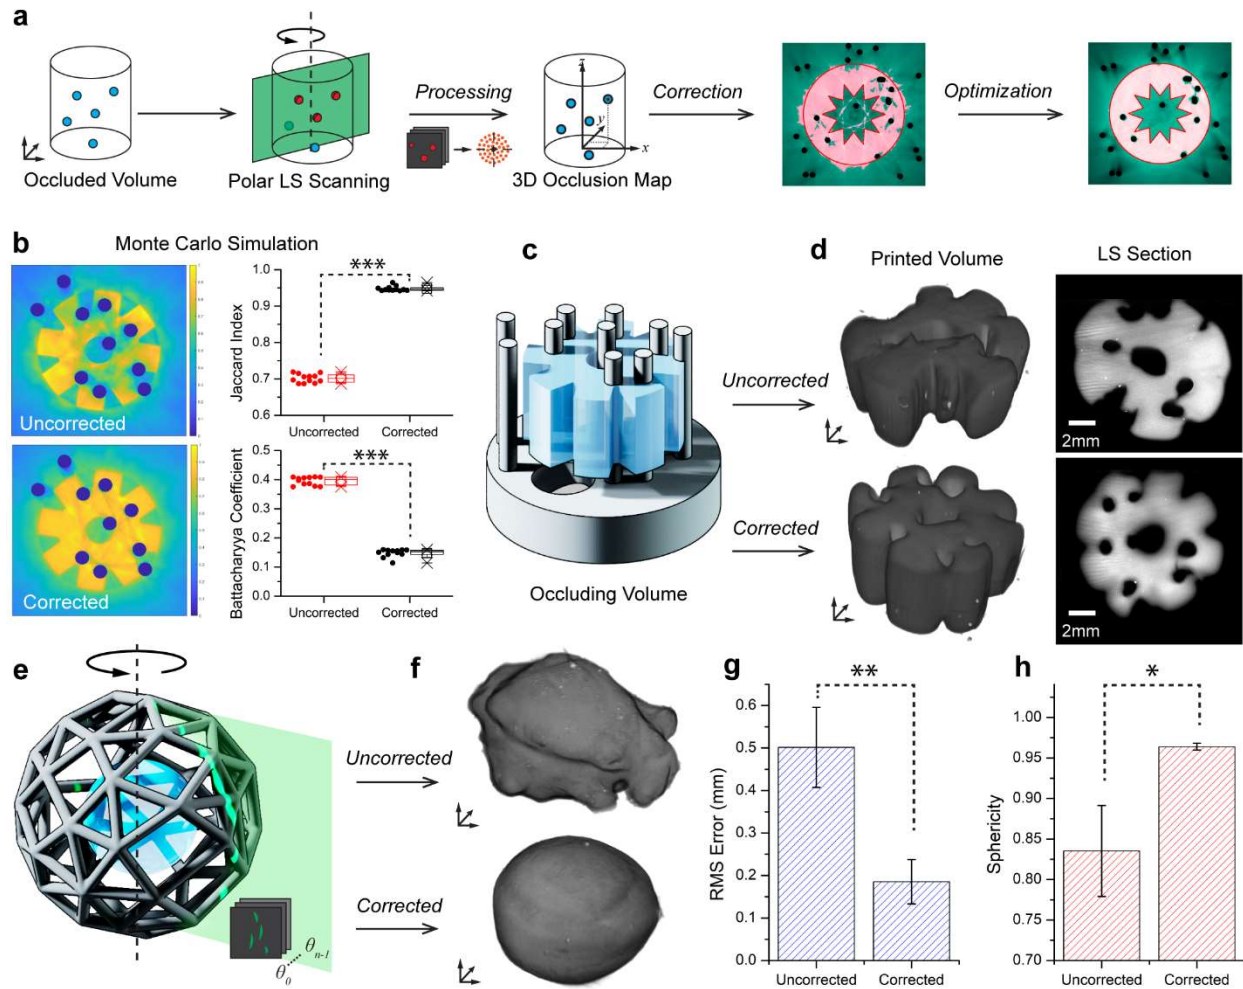 a
Occluded Volume
Polar LS Scanning
Processing
z
y
x
3D Occlusion Map
Correction
Optimization
b
Monte Carlo Simulation
Uncorrected
Corrected
Jaccard Index
1.0
0.9
0.8
0.7
0.6
***
Uncorrected
Corrected
Battacharyya Coefficient
0.5
0.4
0.3
0.2
0.1
0.0
***
Uncorrected
Corrected
c
Occluding Volume
Uncorrected
Corrected
d
Printed Volume
LS Section
2mm
2mm
e
θ0
θn-1
Uncorrected
Corrected
f
g
RMS Error (mm)
0.6
0.5
0.4
0.3
0.2
0.1
0.0
**
Uncorrected
Corrected
h
Sphericity
1.00
0.95
0.90
0.85
0.80
0.75
0.70
*
Uncorrected
Corrected